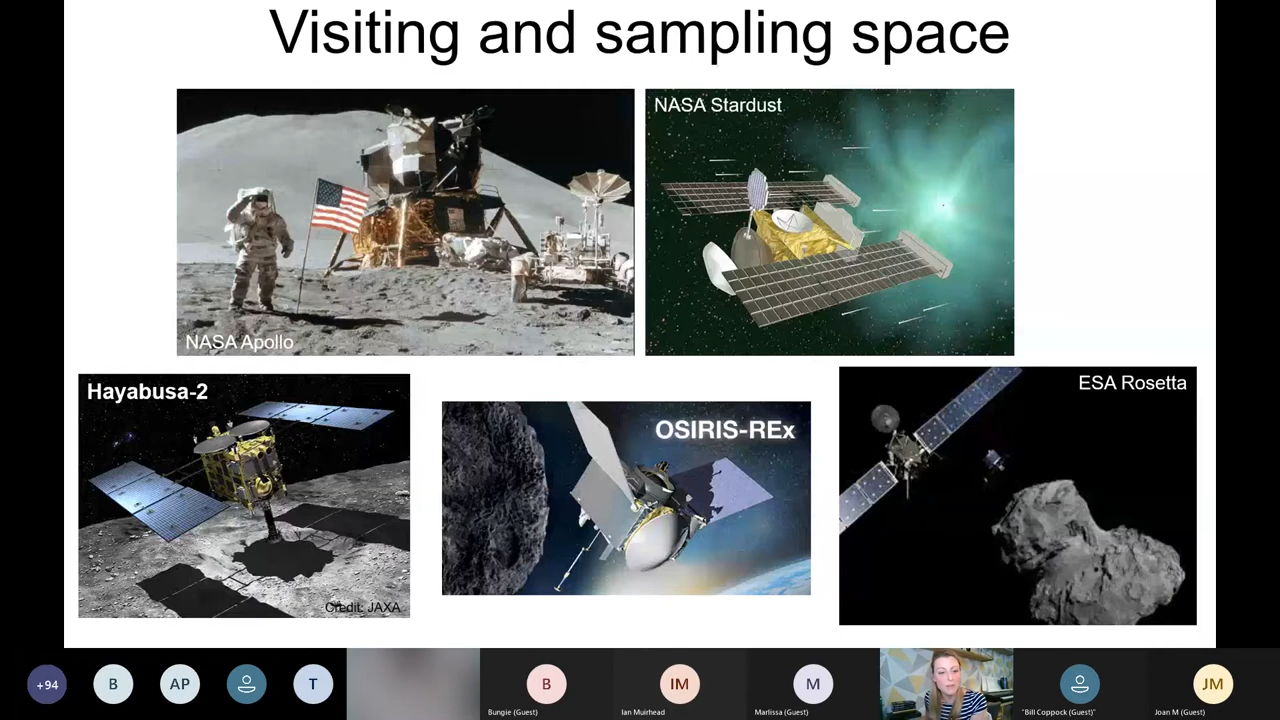 Visiting and sampling space
NASA Apollo
NASA Stardust
Hayabusa-2
Credit: JAXA
OSIRIS-REx
ESA Rosetta
+94
B
AP
T
B
Bungie (Guest)
IM
Ian Muirhead
M
Marlissa (Guest)
"Bill Coppock (Guest)"
JM
Joan M (Guest)